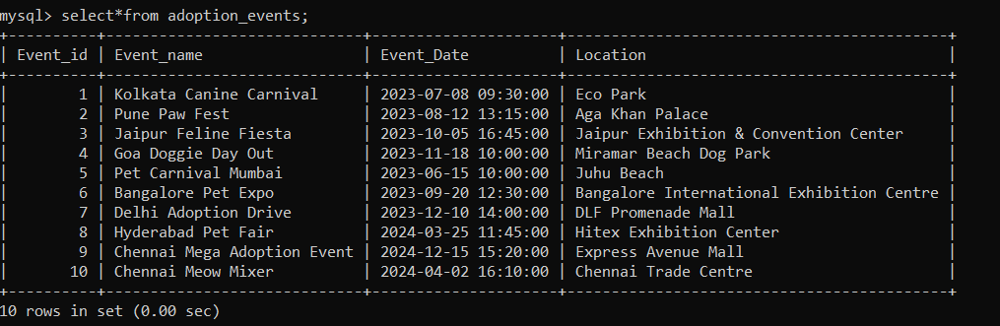 mysql> select*from adoption_events;
+----------+----------------------------+---------------------+-----------------------------------------+
| Event_id | Event_name                 | Event_Date          | Location                                |
+----------+----------------------------+---------------------+-----------------------------------------+
|        1 | Kolkata Canine Carnival    | 2023-07-08 09:30:00 | Eco Park                                |
|        2 | Pune Paw Fest              | 2023-08-12 13:15:00 | Aga Khan Palace                         |
|        3 | Jaipur Feline Fiesta       | 2023-10-05 16:45:00 | Jaipur Exhibition & Convention Center   |
|        4 | Goa Doggie Day Out         | 2023-11-18 10:00:00 | Miramar Beach Dog Park                  |
|        5 | Pet Carnival Mumbai        | 2023-06-15 10:00:00 | Juhu Beach                              |
|        6 | Bangalore Pet Expo         | 2023-09-20 12:30:00 | Bangalore International Exhibition Centre |
|        7 | Delhi Adoption Drive       | 2023-12-10 14:00:00 | DLF Promenade Mall                      |
|        8 | Hyderabad Pet Fair         | 2024-03-25 11:45:00 | Hitex Exhibition Center                 |
|        9 | Chennai Mega Adoption Event | 2024-12-15 15:20:00 | Express Avenue Mall                     |
|       10 | Chennai Meow Mixer         | 2024-04-02 16:10:00 | Chennai Trade Centre                    |
+----------+----------------------------+---------------------+-----------------------------------------+
10 rows in set (0.00 sec)